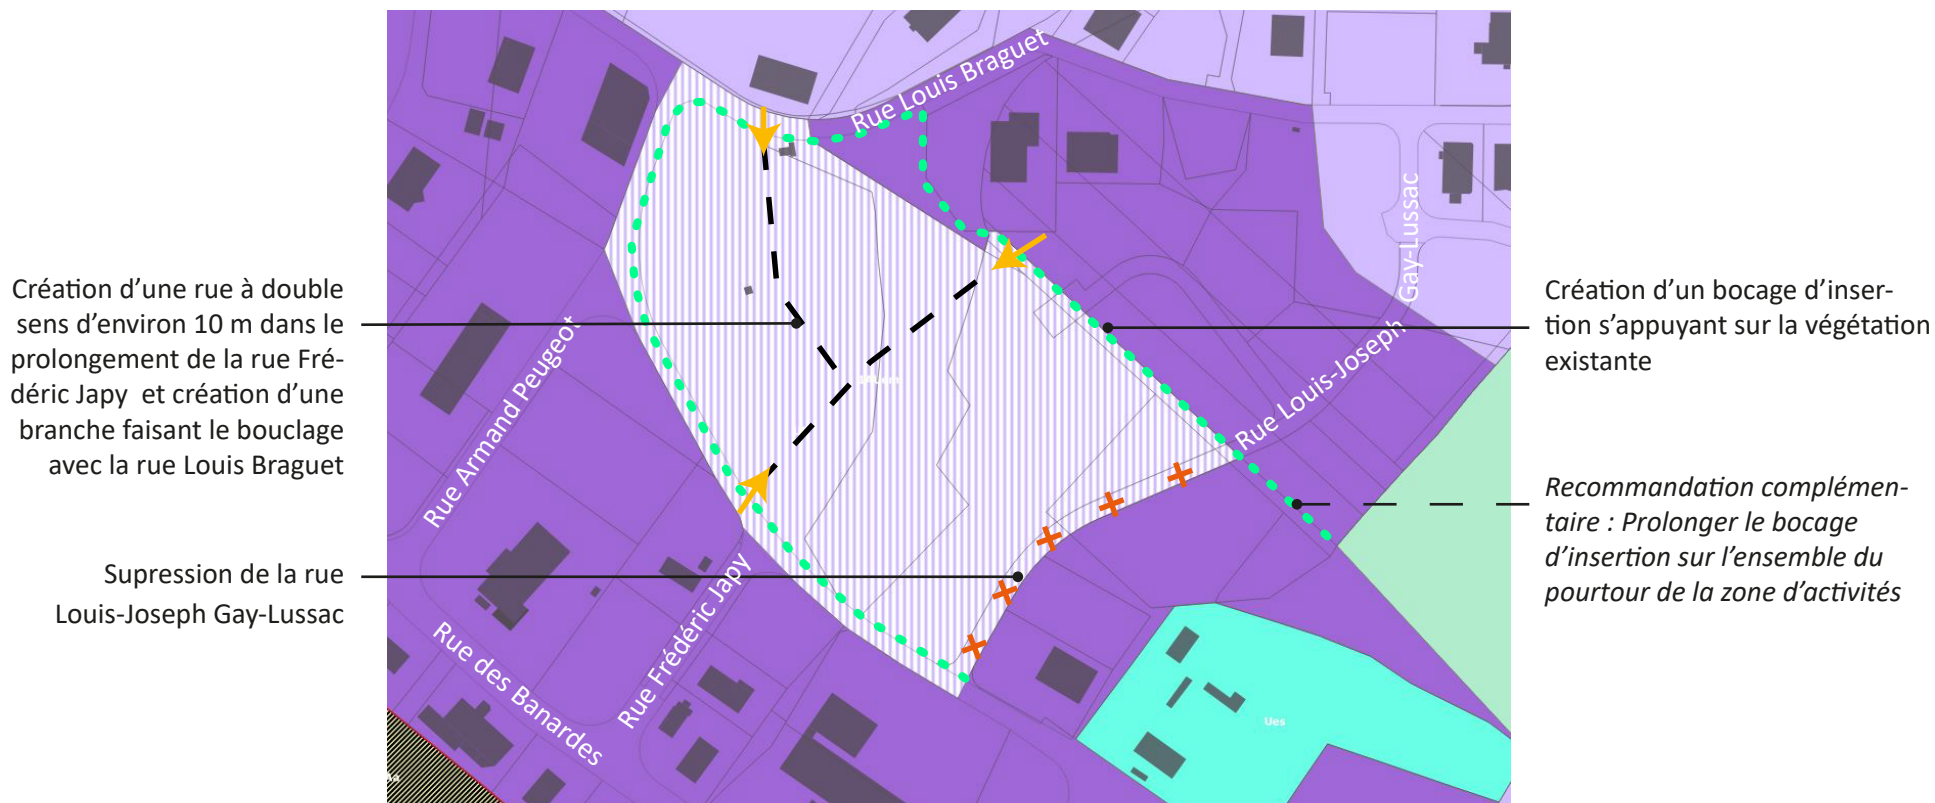 Création d’une rue à double
sens d’environ 10 m dans le
prolongement de la rue Fré-
déric Japy  et création d’une
branche faisant le bouclage
avec la rue Louis Braguet
Supression de la rue
Louis-Joseph Gay-Lussac
Rue Louis Braguet
Gay-Lussac
Rue Louis-Joseph
Rue Armand Peugeot
Rue Frédéric Japy
Rue des Banardes
Ues
Création d’un bocage d’inser-
tion s’appuyant sur la végétation
existante
Recommandation complémen-
taire : Prolonger le bocage
d’insertion sur l’ensemble du
pourtour de la zone d’activités